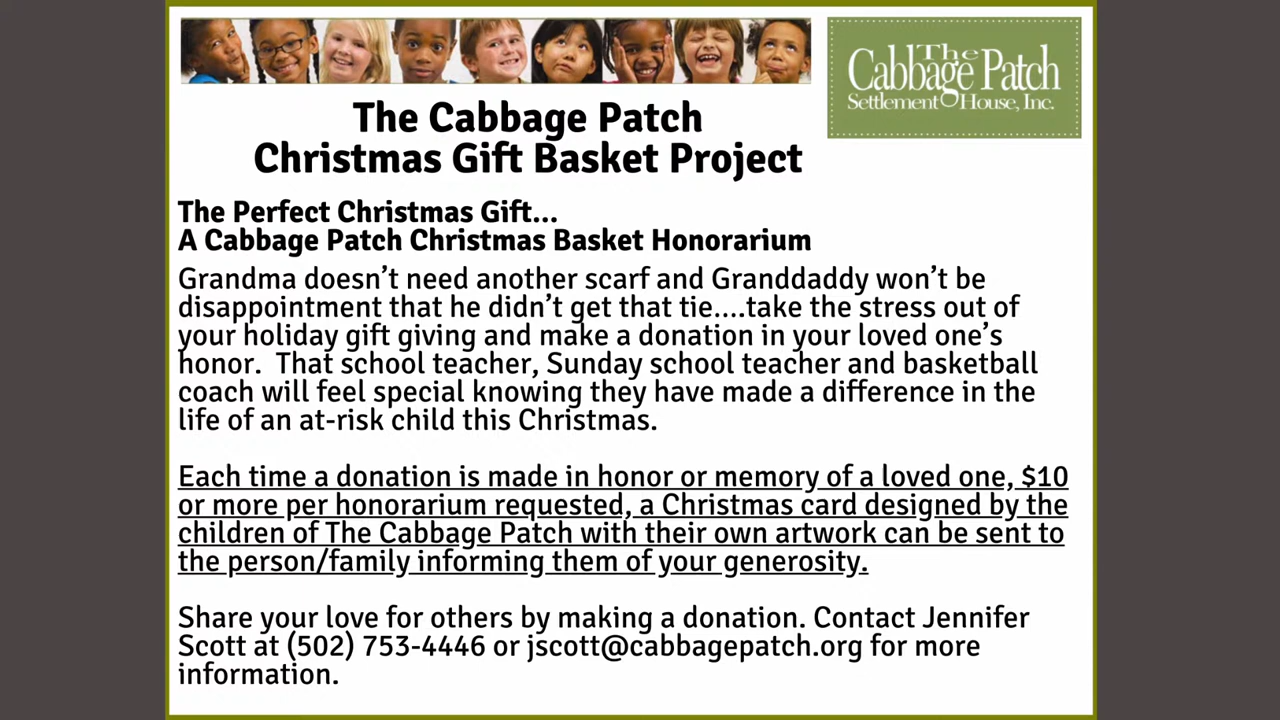 The
Cabbage Patch
Settlement House, Inc.
The Cabbage Patch
Christmas Gift Basket Project
The Perfect Christmas Gift...
A Cabbage Patch Christmas Basket Honorarium
Grandma doesn’t need another scarf and Granddaddy won’t be
disappointment that he didn’t get that tie....take the stress out of
your holiday gift giving and make a donation in your loved one’s
honor.  That school teacher, Sunday school teacher and basketball
coach will feel special knowing they have made a difference in the
life of an at-risk child this Christmas.
Each time a donation is made in honor or memory of a loved one, $10
or more per honorarium requested, a Christmas card designed by the
children of The Cabbage Patch with their own artwork can be sent to
the person/family informing them of your generosity.
Share your love for others by making a donation. Contact Jennifer
Scott at (502) 753-4446 or jscott@cabbagepatch.org for more
information.